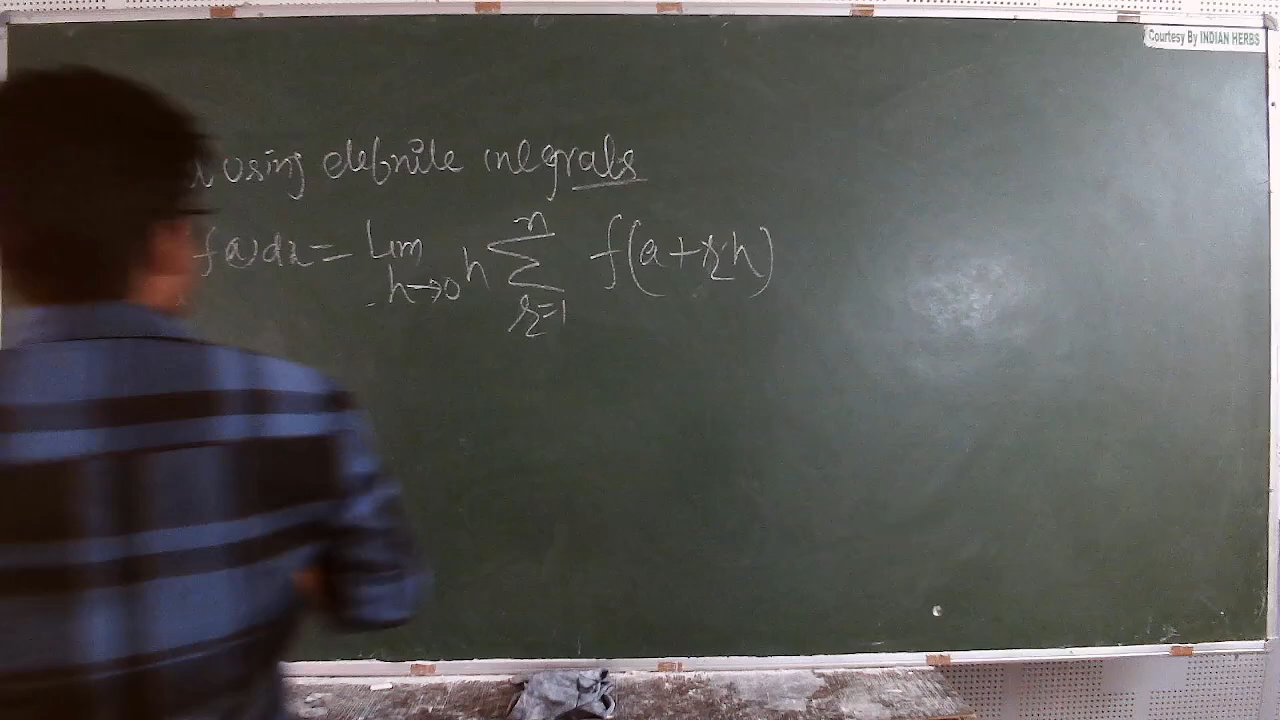 Courtesy By INDIAN HERBS
using definite integrals
f(x)dx = Lim h→0 h n∑r=1 f(a+rh)